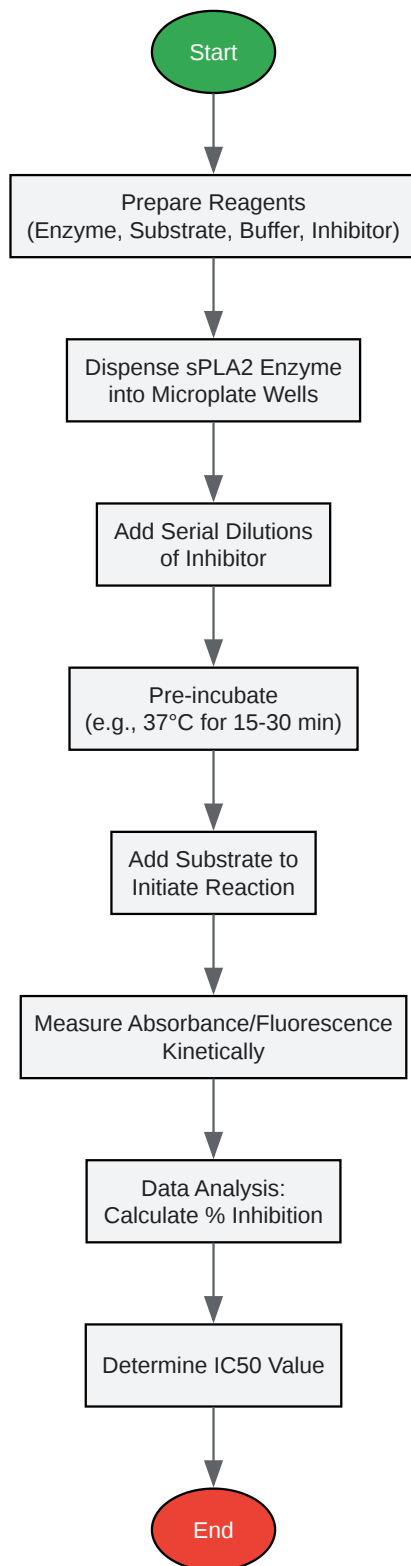 Start
Prepare Reagents
(Enzyme, Substrate, Buffer, Inhibitor)
Dispense sPLA2 Enzyme
into Microplate Wells
Add Serial Dilutions
of Inhibitor
Pre-incubate
(e.g., 37°C for 15-30 min)
Add Substrate to
Initiate Reaction
Measure Absorbance/Fluorescence
Kinetically
Data Analysis:
Calculate % Inhibition
Determine IC50 Value
End